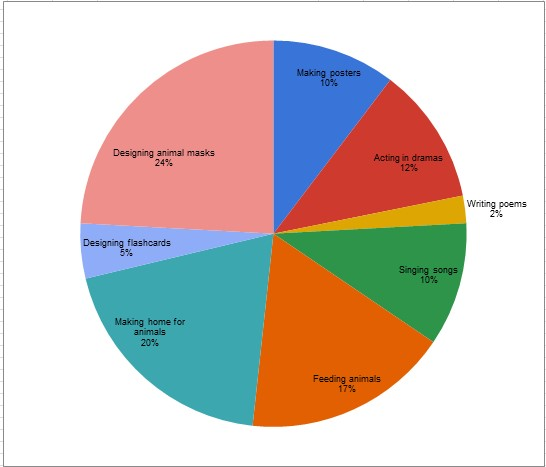 Making posters
10%
Acting in dramas
12%
Writing poems
2%
Singing songs
10%
Feeding animals
17%
Making home for
animals
20%
Designing flashcards
5%
Designing animal masks
24%